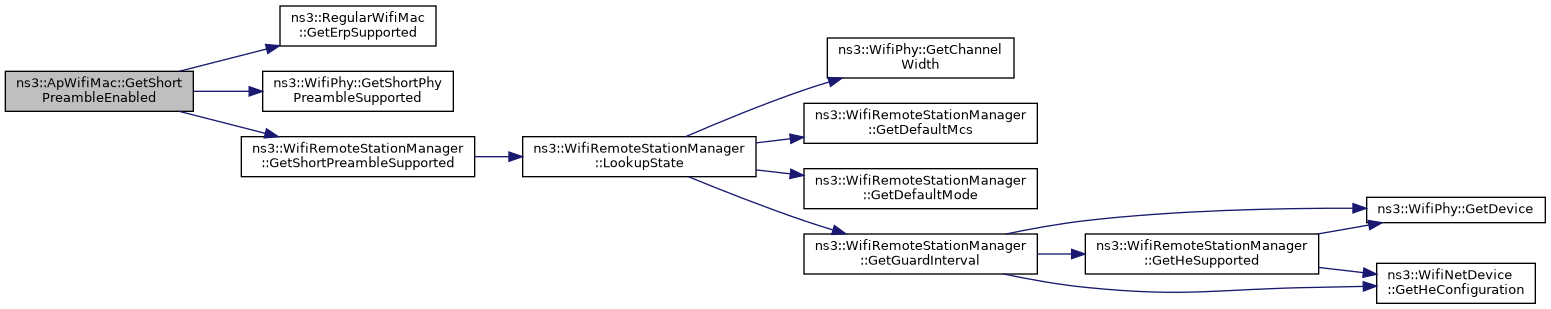 ns3::RegularWifiMac
::GetErpSupported
ns3::ApWifiMac::GetShort
PreambleEnabled
ns3::WifiPhy::GetShortPhy
PreambleSupported
ns3::WifiRemoteStationManager
::GetShortPreambleSupported
ns3::WifiRemoteStationManager
::LookupState
ns3::WifiPhy::GetChannel
Width
ns3::WifiRemoteStationManager
::GetDefaultMcs
ns3::WifiRemoteStationManager
::GetDefaultMode
ns3::WifiRemoteStationManager
::GetGuardInterval
ns3::WifiRemoteStationManager
::GetHeSupported
ns3::WifiPhy::GetDevice
ns3::WifiNetDevice
::GetHeConfiguration